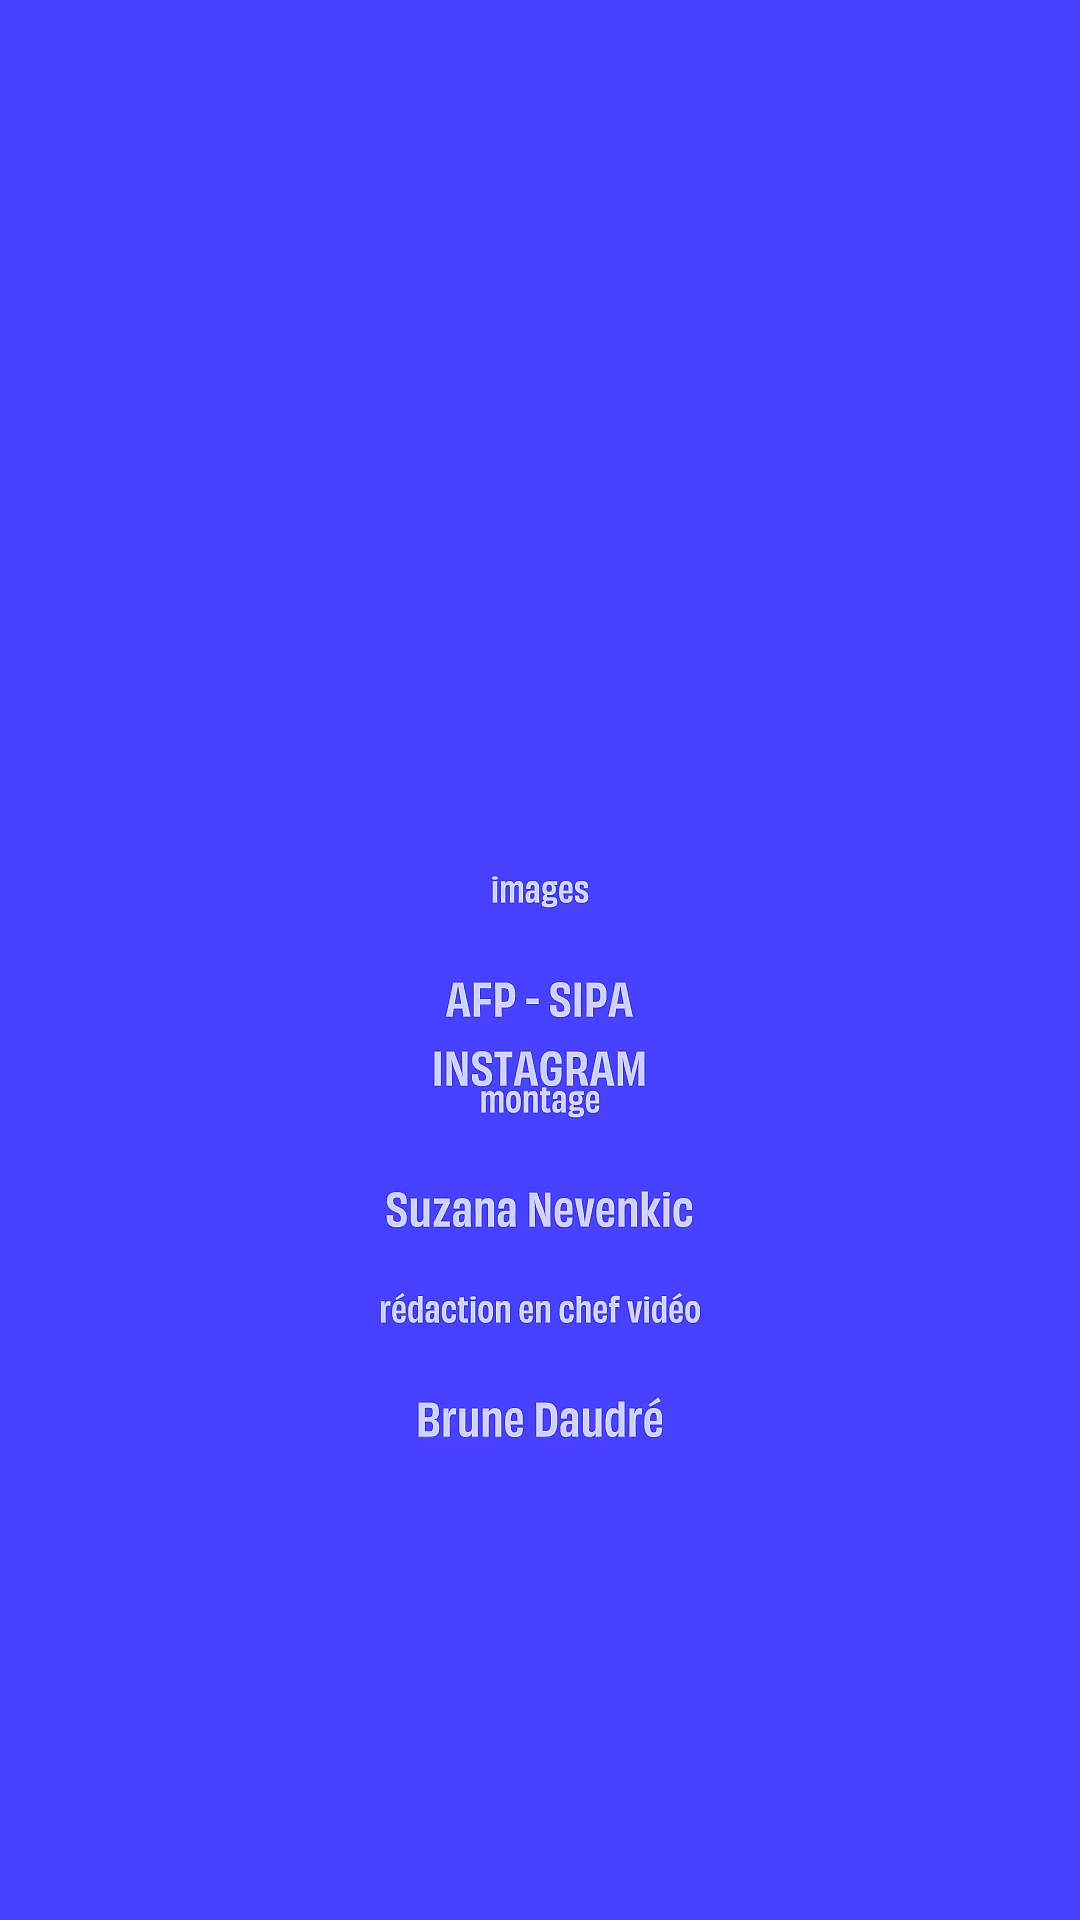 images
AFP - SIPA
INSTAGRAM
montage
Suzana Nevenkic
rédaction en chef vidéo
Brune Daudré